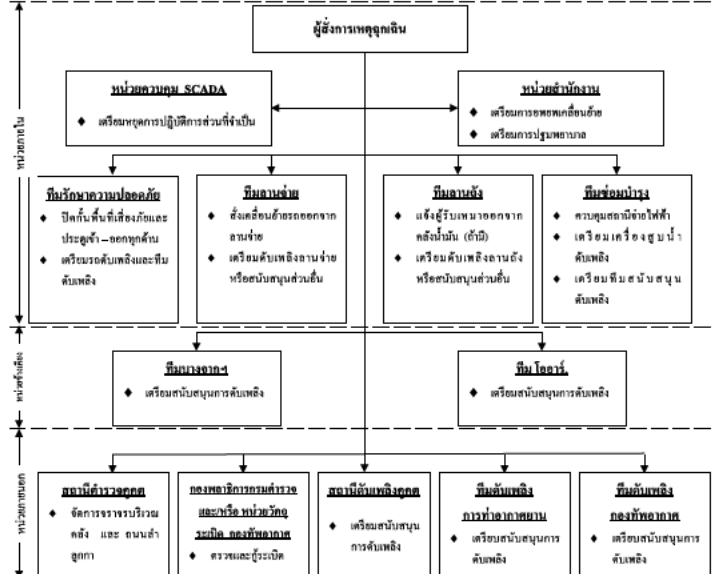 ผู้สั่งการเหตุฉุกเฉิน
หน่วยภายใน
หน่วยควบคุม SCADA
♦ เตรียมหยุดการปฏิบัติการส่วนที่จำเป็น
หน่วยสำนักงาน
♦ เตรียมการอพยพเคลื่อนย้าย
♦ เตรียมการปฐมพยาบาล
ทีมรักษาความปลอดภัย
♦ ปิดกั้นพื้นที่เสี่ยงภัยและ
ประตูเข้า – ออกทุกด้าน
♦ เตรียมรถดับเพลิงและทีม
ดับเพลิง
ทีมลานจ่าย
♦ สั่งเคลื่อนย้ายรถออกจาก
ลานจ่าย
♦ เตรียมดับเพลิงลานจ่าย
หรือสนับสนุนส่วนอื่น
ทีมลานถัง
♦ แจ้งผู้รับเหมาออกจาก
คลังน้ำมัน (ถ้ามี)
♦ เตรียมดับเพลิงลานถัง
หรือสนับสนุนส่วนอื่น
ทีมซ่อมบำรุง
♦ ควบคุมสถานีจ่ายไฟฟ้า
♦ เตรียมเครื่องสูบน้ำ
ดับเพลิง
♦ เตรียมทีมสนับสนุน
ดับเพลิง
หน่วยข้างเคียง
ทีมบางจากฯ
♦ เตรียมสนับสนุนการดับเพลิง
ทีม โออาร์.
♦ เตรียมสนับสนุนการดับเพลิง
หน่วยภายนอก
สถานีตำรวจคูคต
♦ จัดการจราจรบริเวณ
คลัง และ ถนนลำ
ลูกกา
กองพลาธิการกรมตำรวจ
และ/หรือ หน่วยวัตถุ
ระเบิด กองทัพอากาศ
♦ ตรวจและกู้ระเบิด
สถานีดับเพลิงคูคต
♦ เตรียมสนับสนุน
การดับเพลิง
ทีมดับเพลิง
การท่าอากาศยาน
♦ เตรียบสนับสนุนการ
ดับเพลิง
ทีมดับเพลิง
กองทัพอากาศ
♦ เตรียบสนับสนุนการ
ดับเพลิง